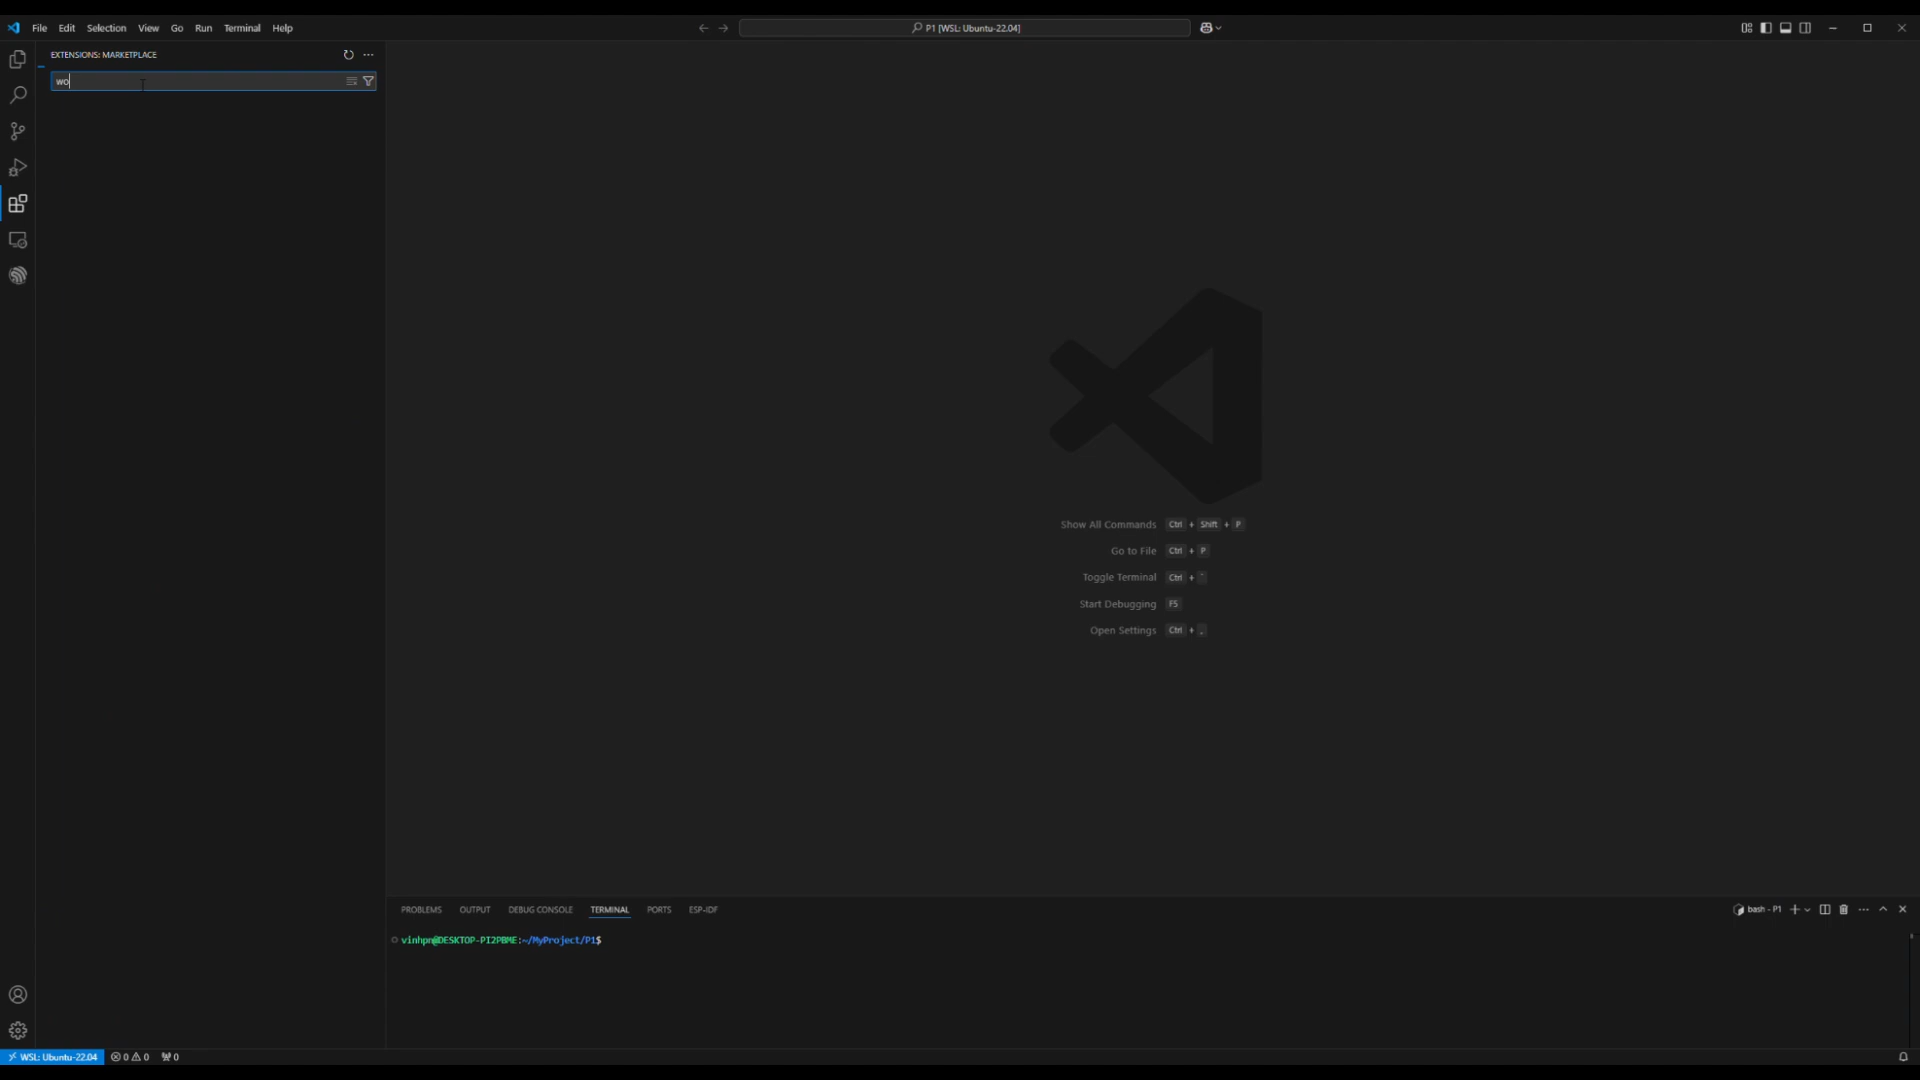 File Edit Selection View Go Run Terminal Help
P1 [WSL: Ubuntu-22.04]
EXTENSIONS: MARKETPLACE
wo
Show All Commands Ctrl + Shift + P
Go to File Ctrl + P
Toggle Terminal Ctrl + `
Start Debugging F5
Open Settings Ctrl + ,
PROBLEMS OUTPUT DEBUG CONSOLE TERMINAL PORTS ESP-IDF
bash - P1
vinhpn@DESKTOP-PI2PBME:~/MyProject/P1$
WSL: Ubuntu-22.04 0 0 0